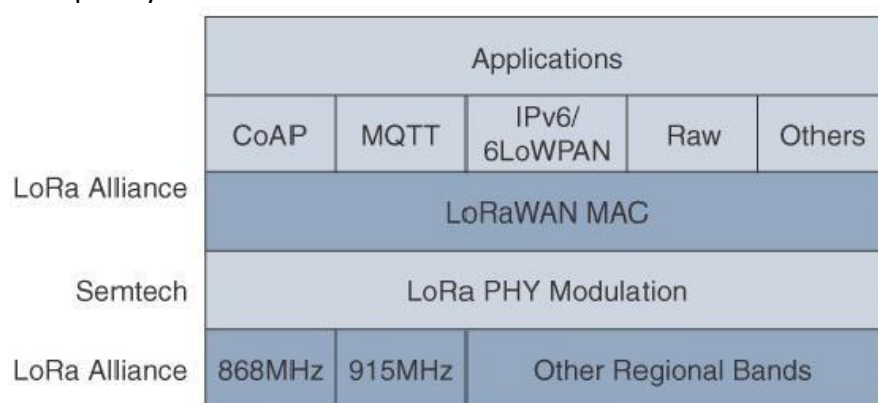 Applications
CoAP MQTT IPv6/ 6LoWPAN Raw Others
LoRa Alliance LoRaWAN MAC
Semtech LoRa PHY Modulation
LoRa Alliance 868MHz 915MHz Other Regional Bands